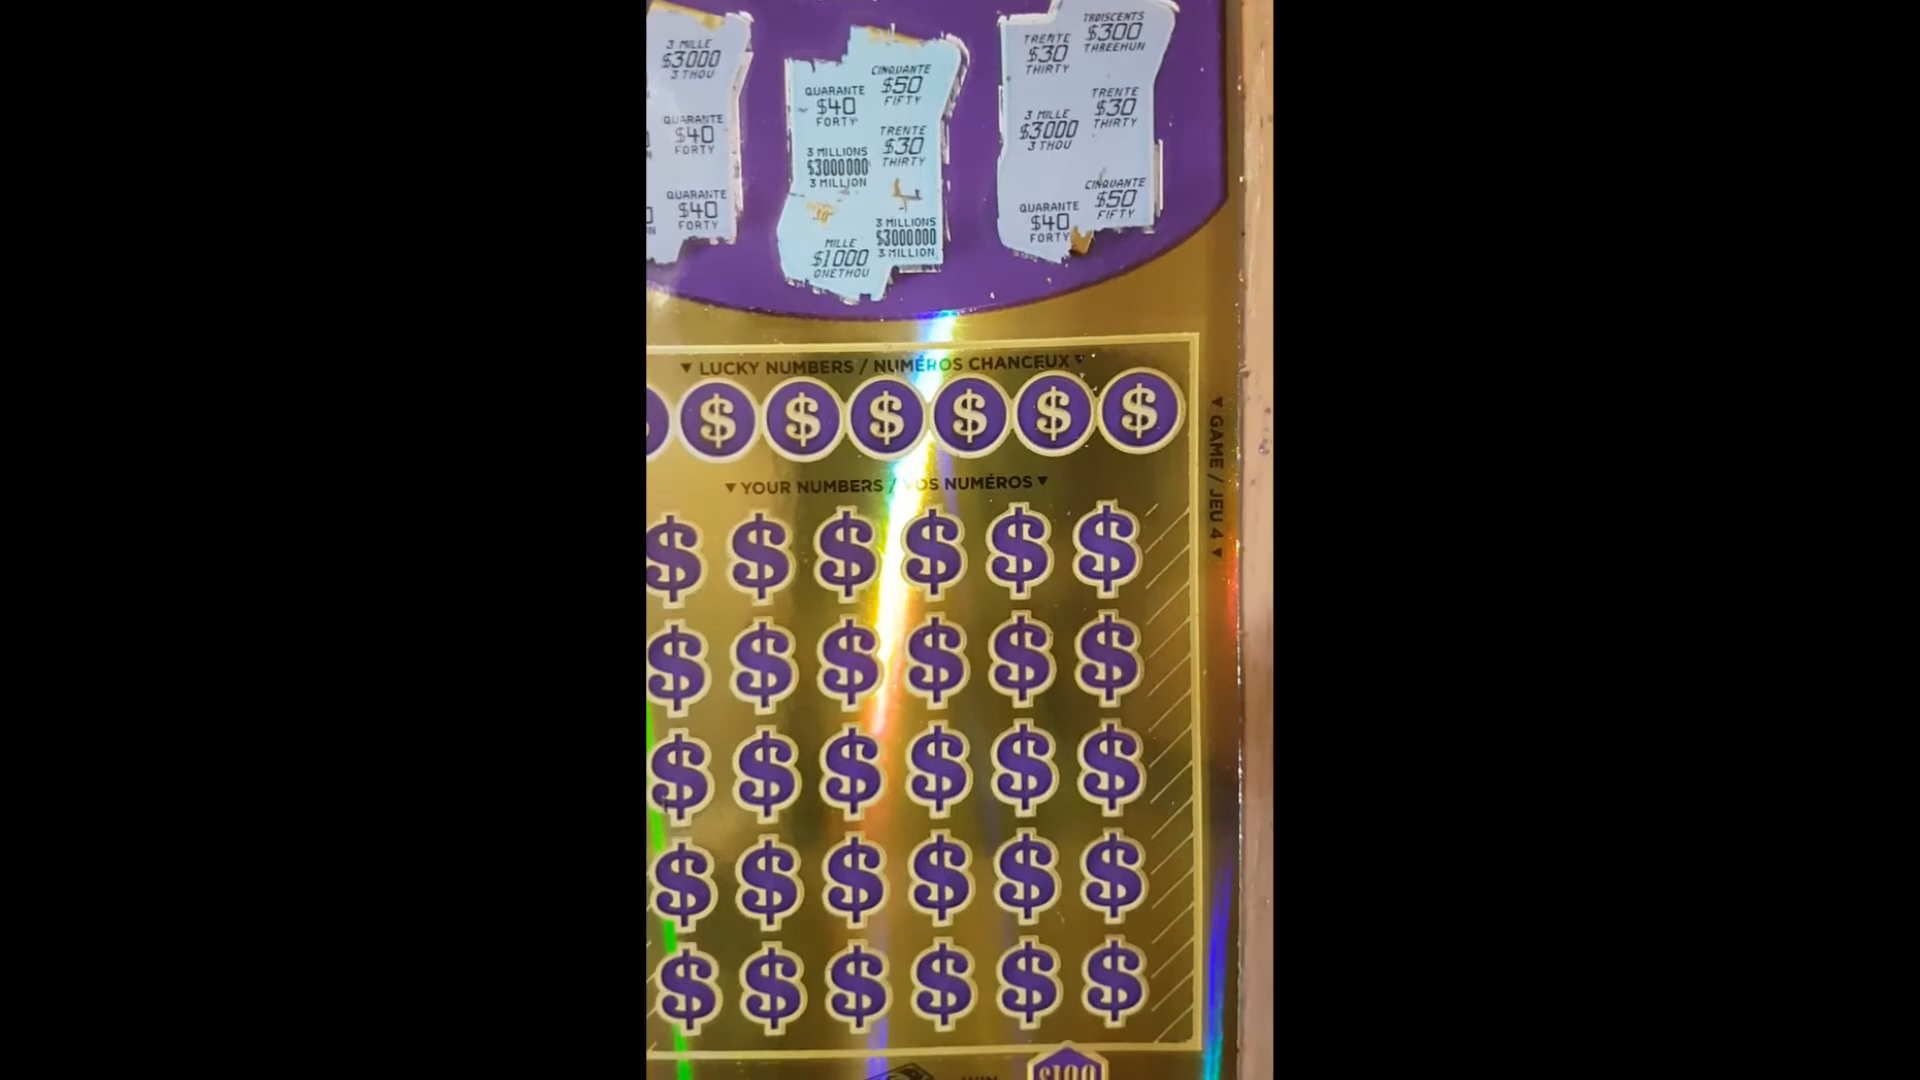 3 MILLE
$3000
3 THOU
QUARANTE
$40
FORTY
QUARANTE
$40
FORTY
CINQUANTE
$50
FIFTY
QUARANTE
$40
FORTY
TRENTE
$30
THIRTY
3 MILLIONS
$3000000
3 MILLION
3 MILLIONS
$3000000
3 MILLION
MILLE
$1000
ONETHOU
TROISCENTS
$300
THREEHUN
TRENTE
$30
THIRTY
TRENTE
$30
THIRTY
3 MILLE
$3000
3 THOU
CINQUANTE
$50
FIFTY
QUARANTE
$40
FORTY
▼ LUCKY NUMBERS / NUMÉROS CHANCEUX ▼
$ $ $ $ $ $
▼ YOUR NUMBERS / VOS NUMÉROS ▼
$ $ $ $ $ $
$ $ $ $ $ $
$ $ $ $ $ $
$ $ $ $ $ $
$ $ $ $ $ $
▼ GAME / JEU 4 ▼
WIN
$100